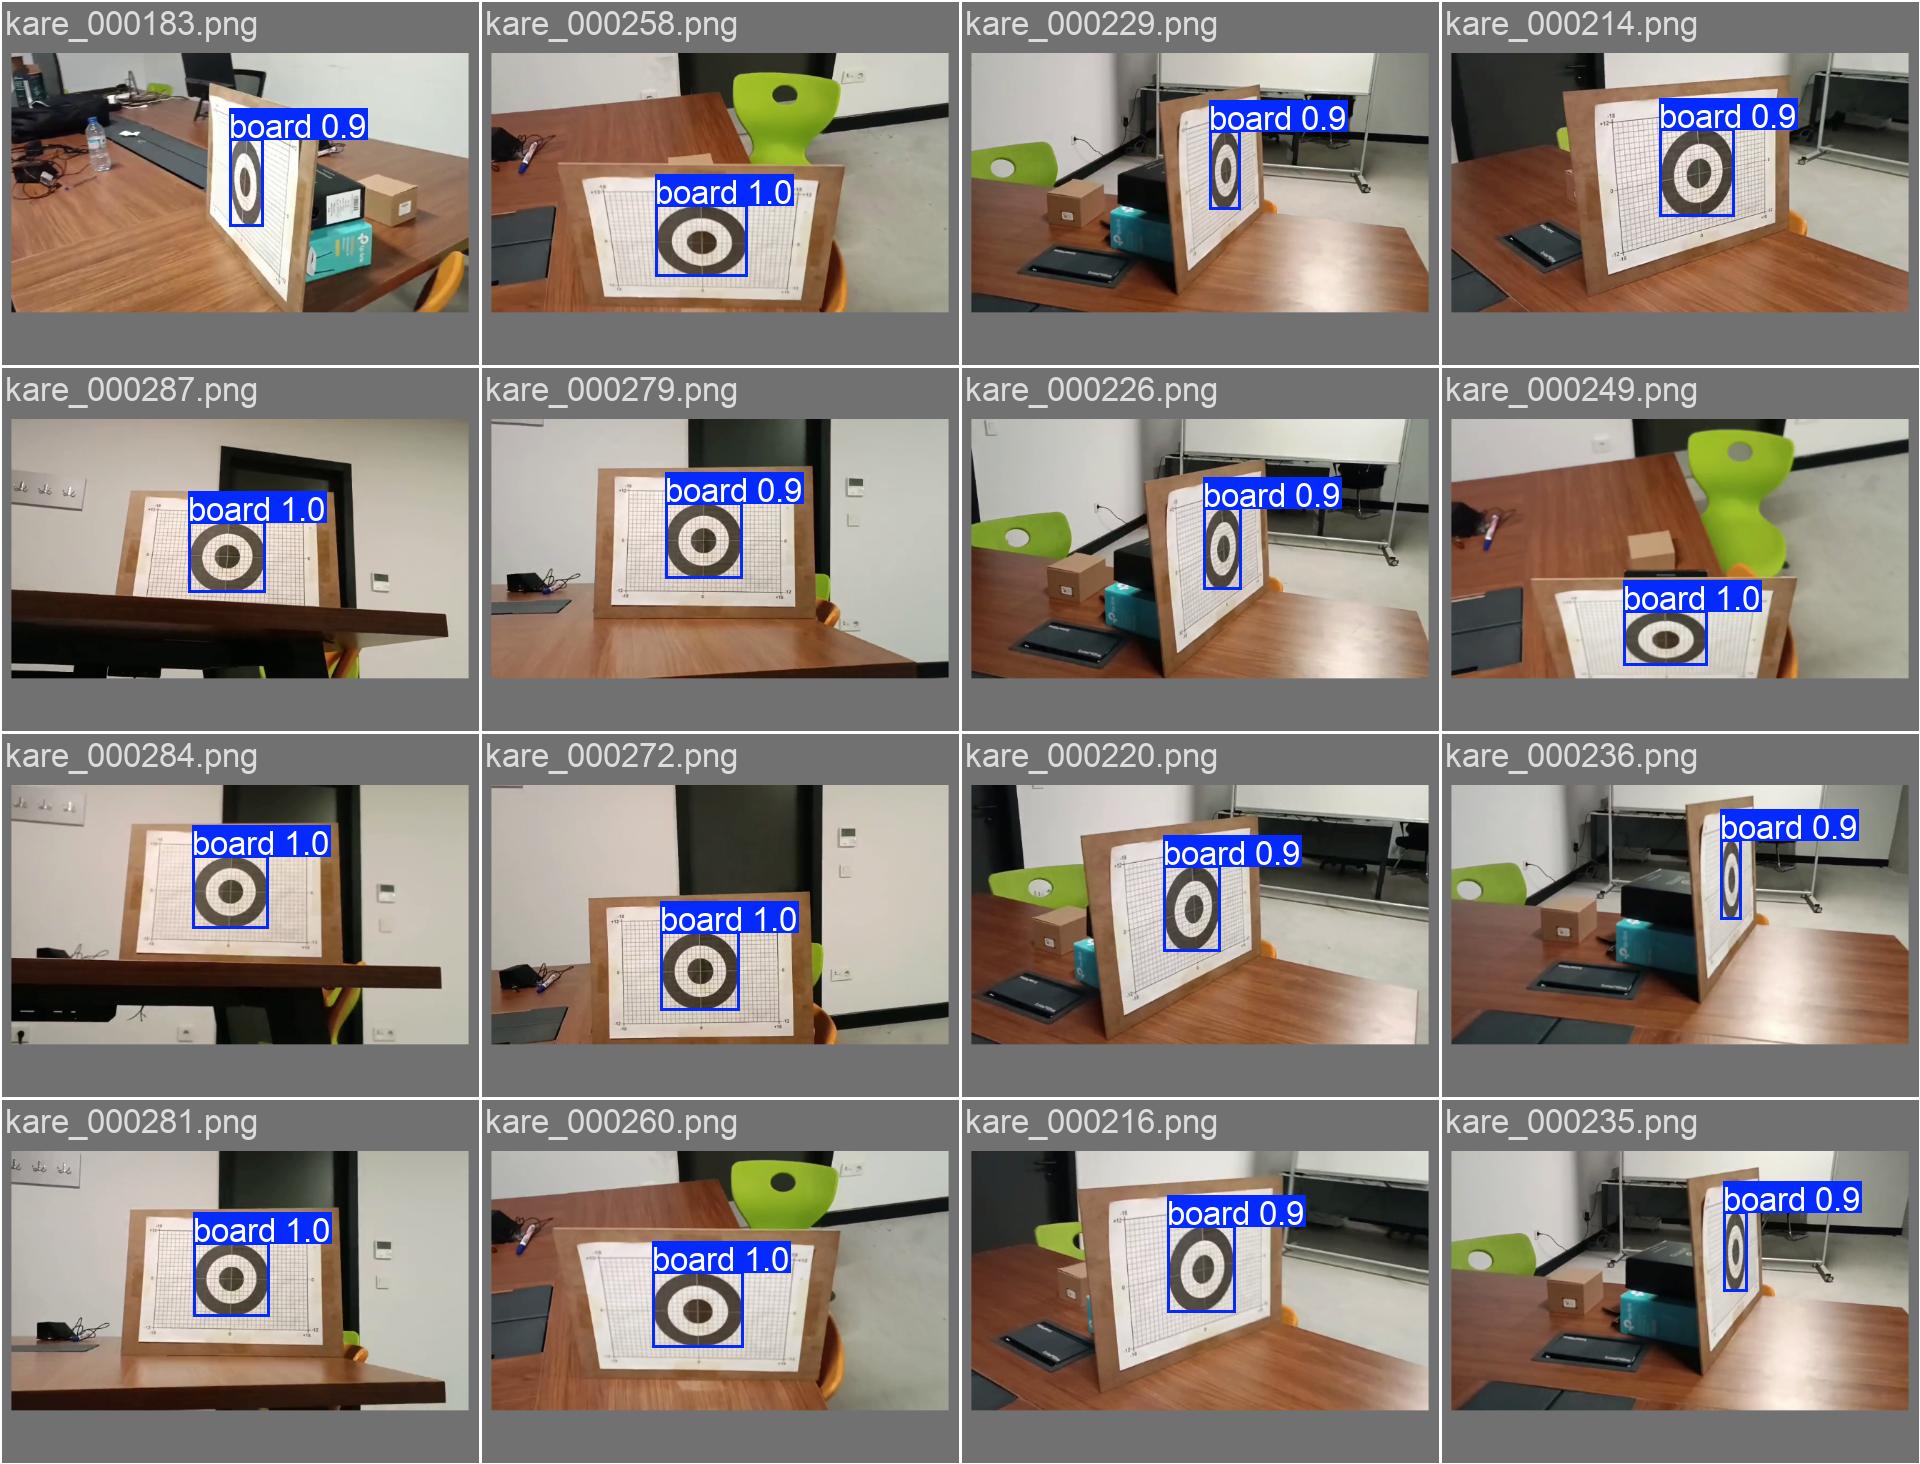 kare_000183.png
board 0.9
kare_000258.png
board 1.0
kare_000229.png
board 0.9
kare_000214.png
board 0.9
kare_000287.png
board 1.0
kare_000279.png
board 0.9
kare_000226.png
board 0.9
kare_000249.png
board 1.0
kare_000284.png
board 1.0
kare_000272.png
board 1.0
kare_000220.png
board 0.9
kare_000236.png
board 0.9
kare_000281.png
board 1.0
kare_000260.png
board 1.0
kare_000216.png
board 0.9
kare_000235.png
board 0.9